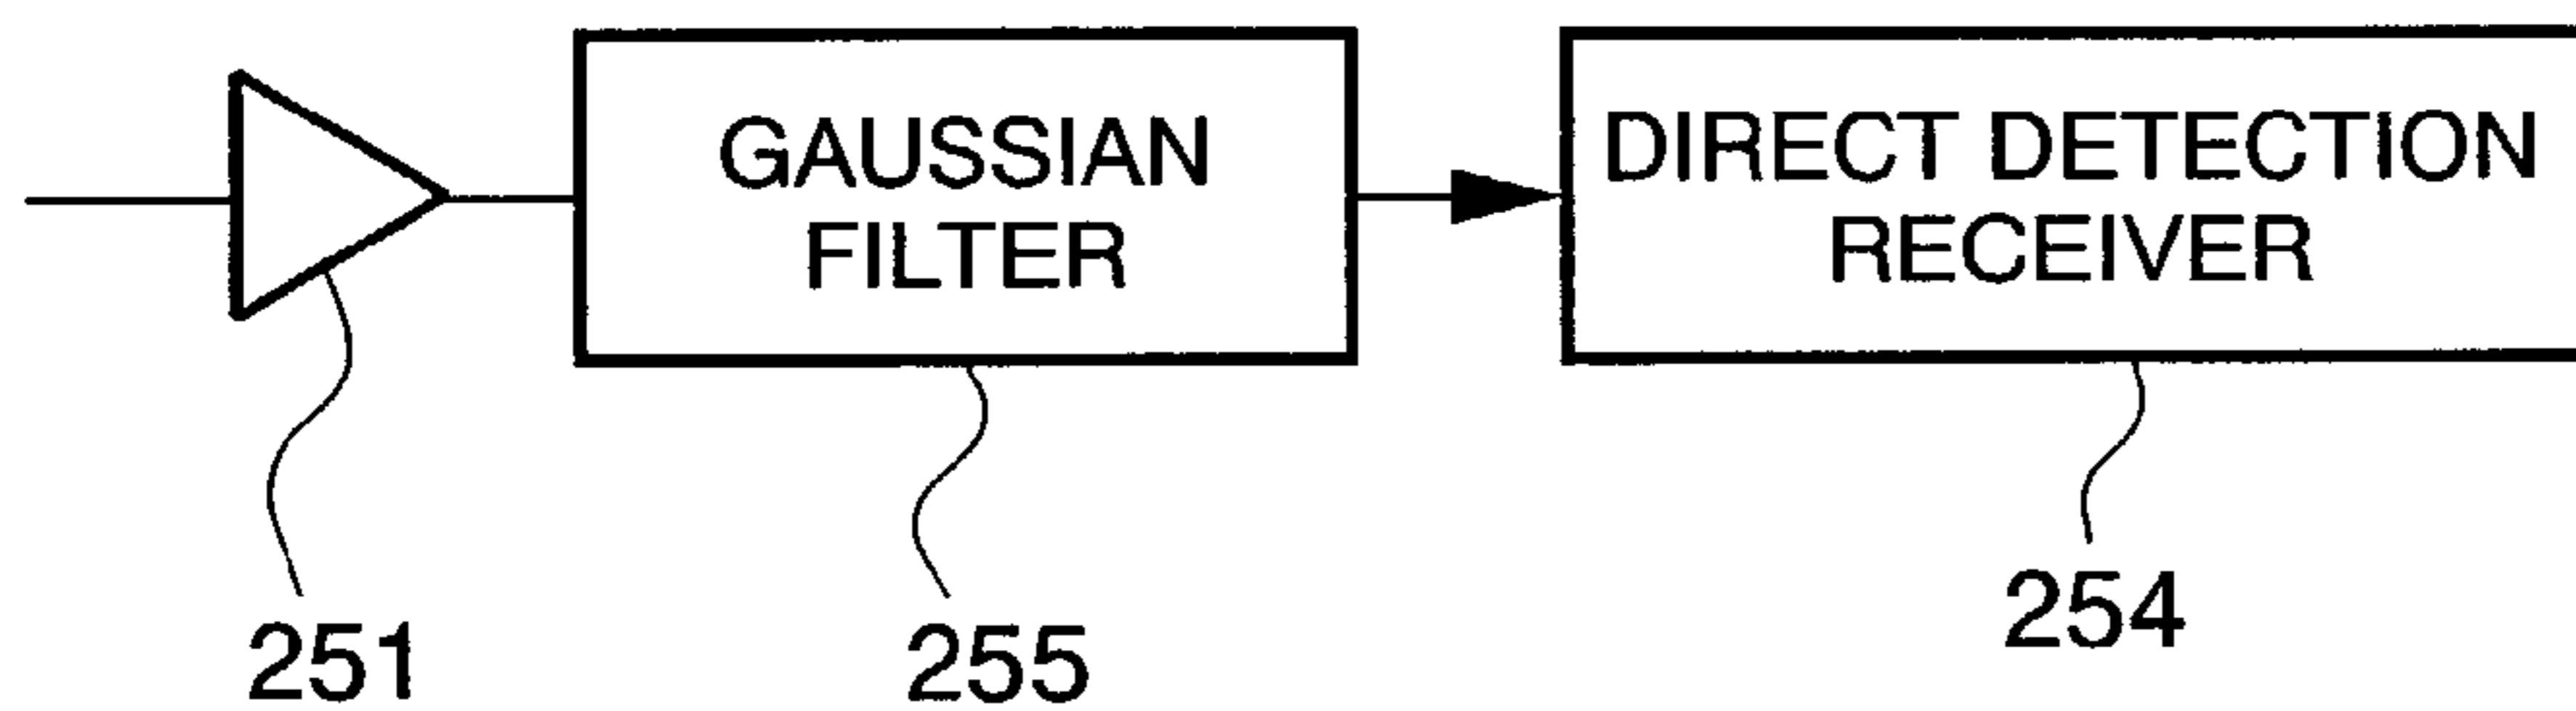 GAUSSIAN
FILTER
DIRECT DETECTION
RECEIVER
251
255
254